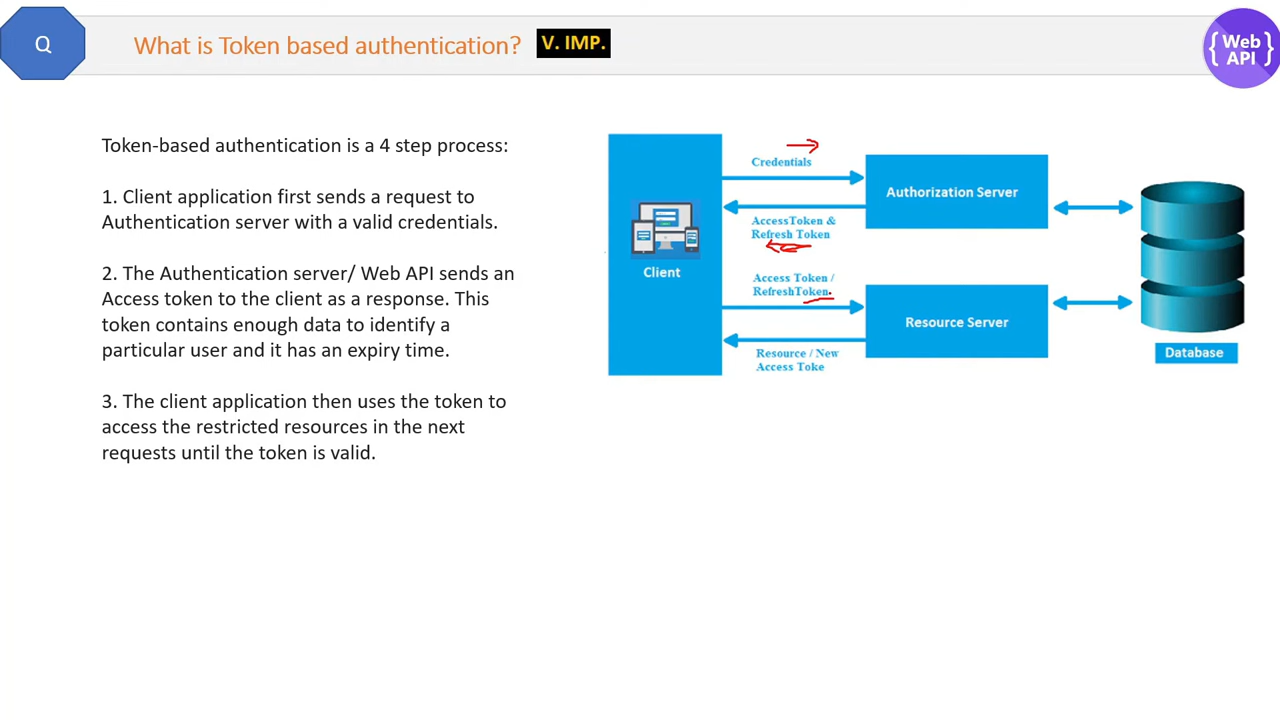 Q
What is Token based authentication?
V. IMP.
{Web
API}
Token-based authentication is a 4 step process:
1. Client application first sends a request to
Authentication server with a valid credentials.
2. The Authentication server/ Web API sends an
Access token to the client as a response. This
token contains enough data to identify a
particular user and it has an expiry time.
3. The client application then uses the token to
access the restricted resources in the next
requests until the token is valid.
Client
Credentials
AccessToken &
Refresh Token
Access Token /
RefreshToken
Resource / New
Access Toke
Authorization Server
Resource Server
Database